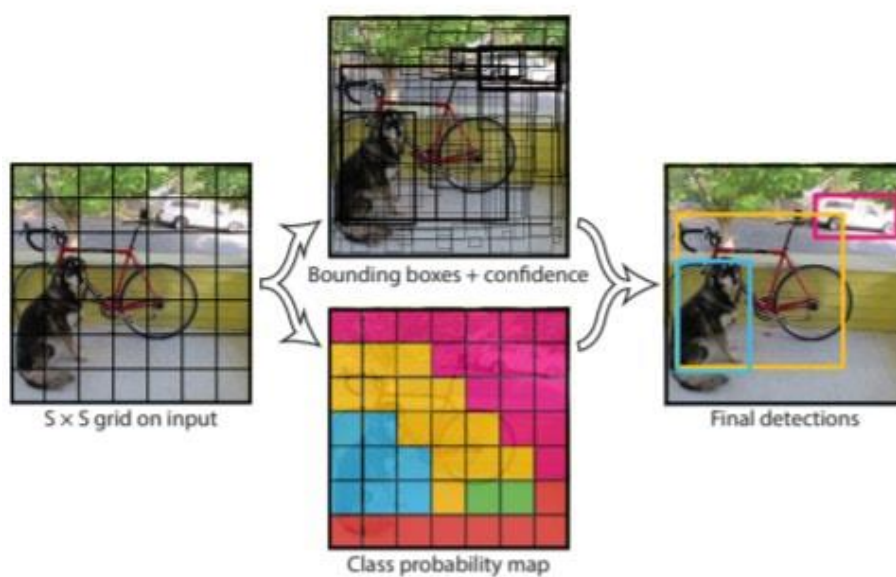 Bounding boxes + confidence
S × S grid on input
Final detections
Class probability map